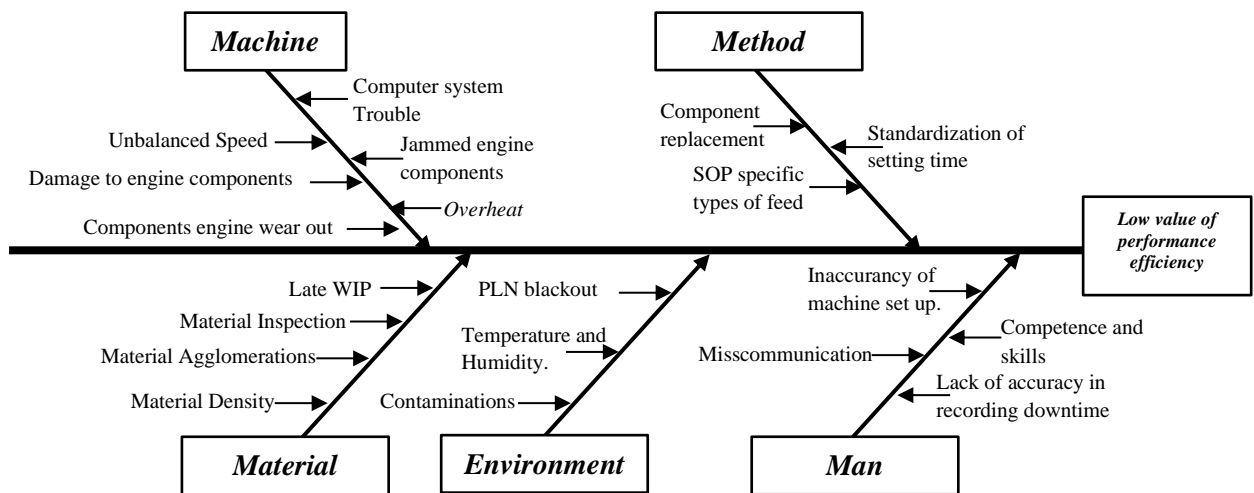 Machine
Computer system
Trouble
Unbalanced Speed
Jammed engine
components
Damage to engine components
Overheat
Components engine wear out
Method
Component
replacement
Standardization of
setting time
SOP specific
types of feed
Low value of
performance
efficiency
Late WIP
Material Inspection
Material Agglomerations
Material Density
Material
PLN blackout
Temperature and
Humidity.
Contaminations
Environment
Inaccurancy of
machine set up.
Competence and
skills
Misscommunication
Lack of accuracy in
recording downtime
Man